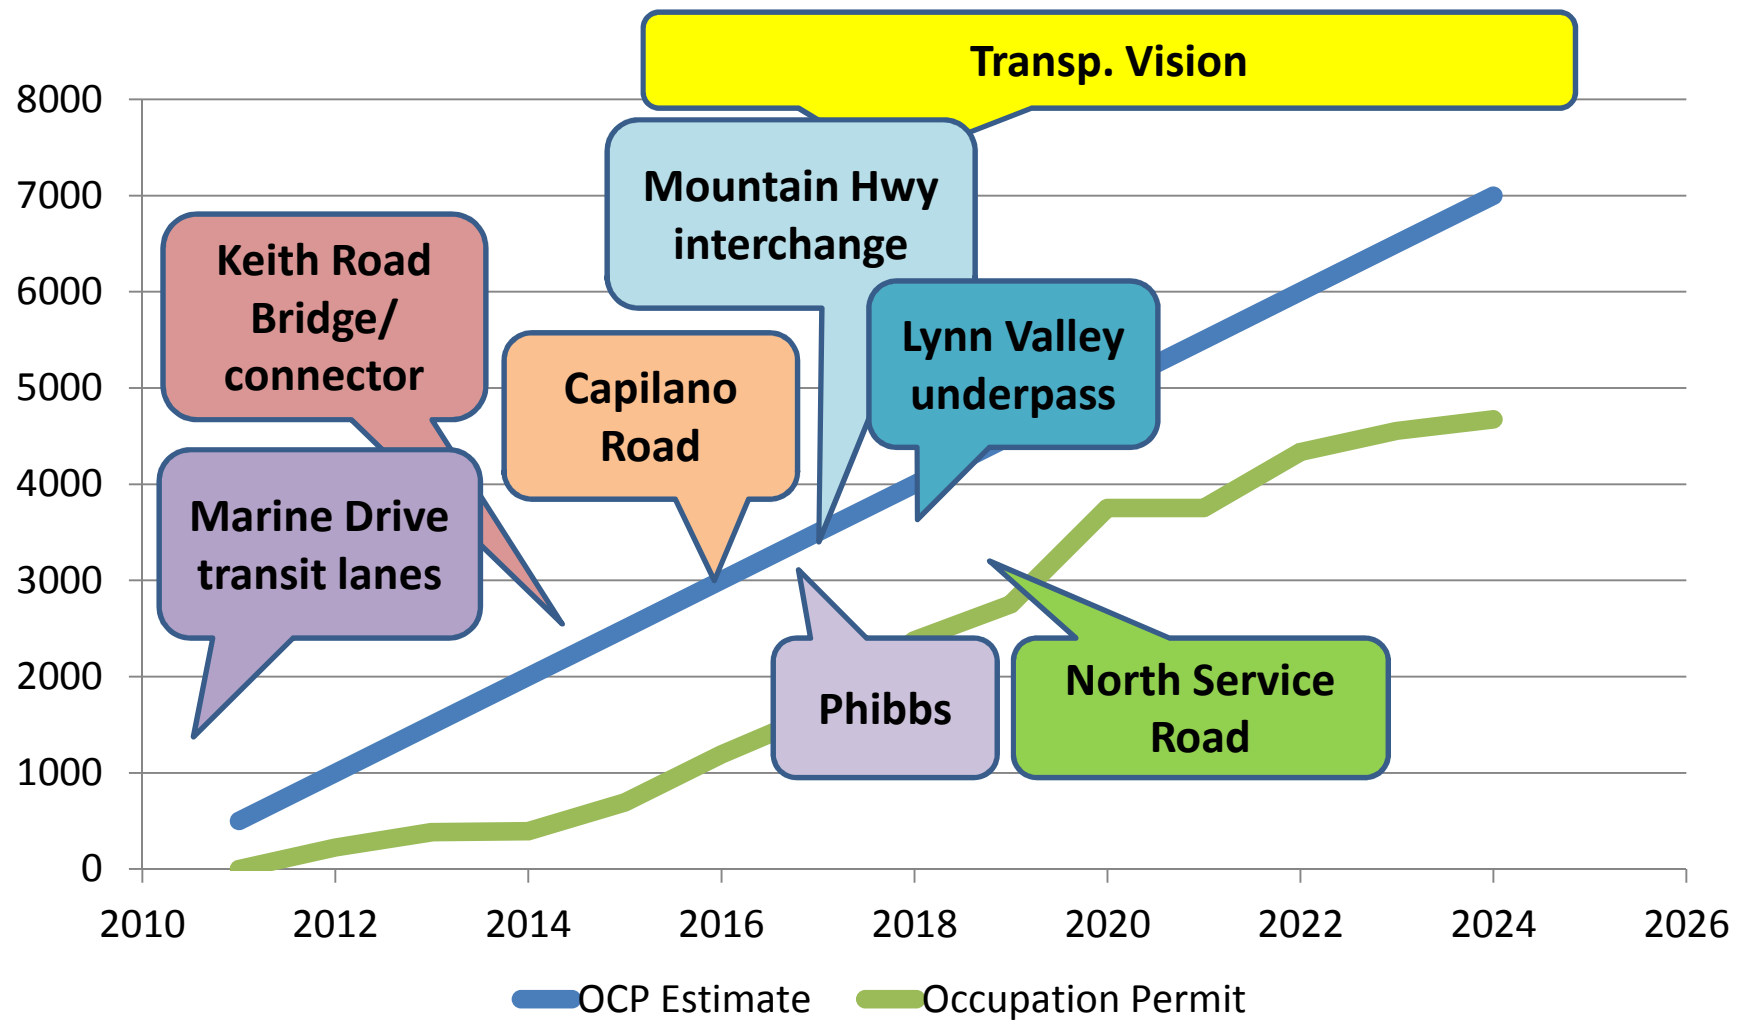 Transp. Vision
8000
7000
6000
5000
4000
3000
2000
1000
0
Mountain Hwy
interchange
Keith Road
Bridge/
connector
Lynn Valley
underpass
Capilano
Road
Marine Drive
transit lanes
Phibbs
North Service
Road
2010
2012
2014
2016
2018
2020
2022
2024
2026
OCP Estimate
Occupation Permit